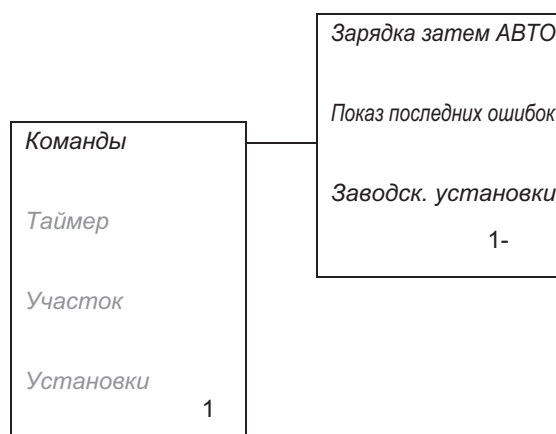 Команды
Таймер
Участок
Установки
1
Зарядка затем АВТО
Показ последних ошибок
Заводск. установки
1-